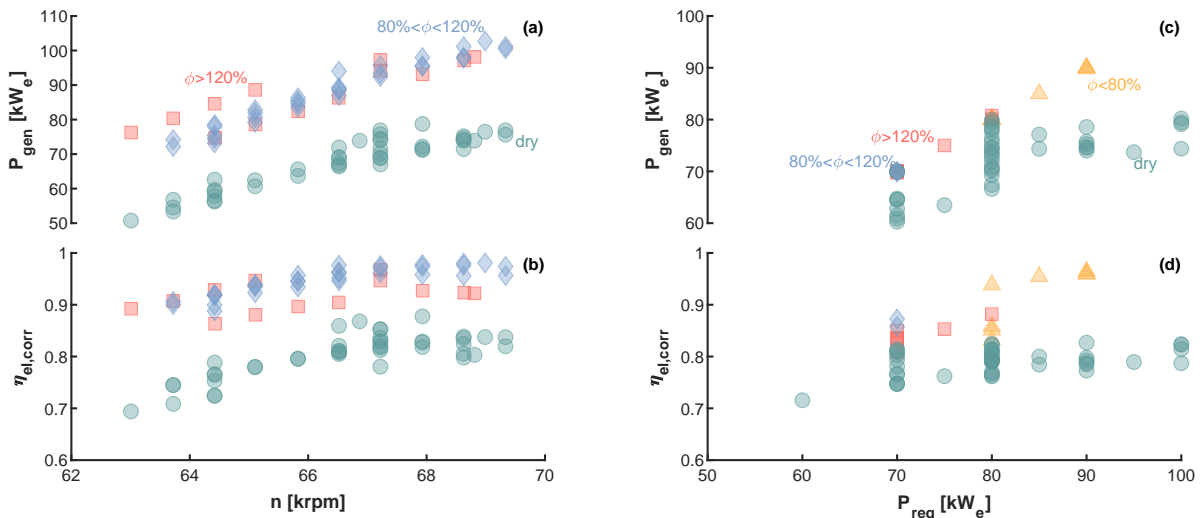 110
100
90
80
70
60
50
P_gen [kW_e]
(a)
80%<ϕ<120%
ϕ>120%
dry
1
0.9
0.8
0.7
0.6
η_el,corr
(b)
62 64 66 68 70
n [krpm]
100
90
80
70
60
P_gen [kW_e]
(c)
ϕ<80%
ϕ>120%
80%<ϕ<120%
dry
1
0.9
0.8
0.7
0.6
η_el,corr
(d)
50 60 70 80 90 100
P_req [kW_e]